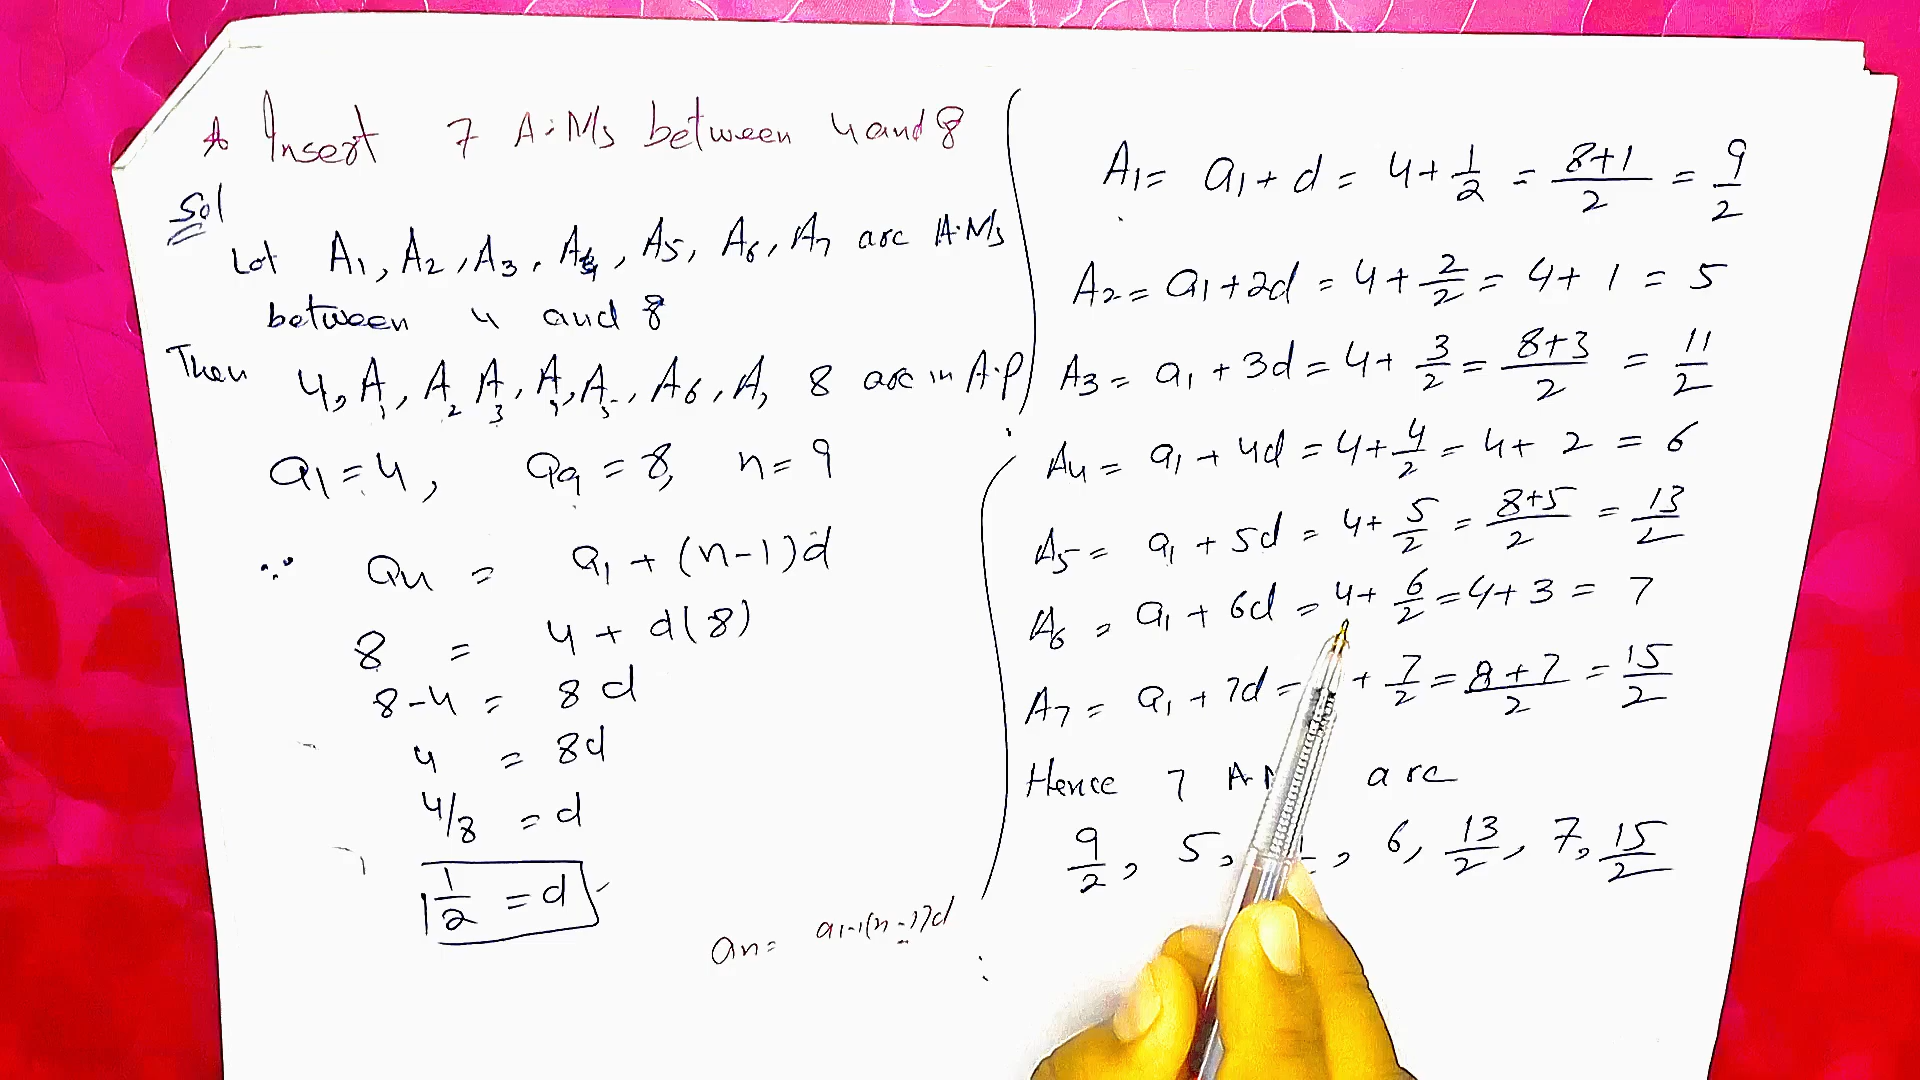 Insert 7 A.Ms between 4 and 8
Sol
Let A1, A2, A3, A4, A5, A6, A7 are A.Ms
between 4 and 8
Then 4, A1, A2 A3, A4, A5, A6, A7 8 are in A.P
a1 = 4, a9 = 8, n = 9
∵ an = a1 + (n-1)d
8 = 4 + d(8)
8-4 = 8d
4 = 8d
4/8 = d
1/2 = d
an = a1+(n-1)d
A1 = a1 + d = 4 + 1/2 = 8+1/2 = 9/2
A2 = a1 + 2d = 4 + 2/2 = 4 + 1 = 5
A3 = a1 + 3d = 4 + 3/2 = 8+3/2 = 11/2
A4 = a1 + 4d = 4 + 4/2 = 4 + 2 = 6
A5 = a1 + 5d = 4 + 5/2 = 8+5/2 = 13/2
A6 = a1 + 6d = 4 + 6/2 = 4 + 3 = 7
A7 = a1 + 7d = + 7/2 = 8+7/2 = 15/2
Hence 7 A.M are
9/2, 5, , 6, 13/2, 7, 15/2